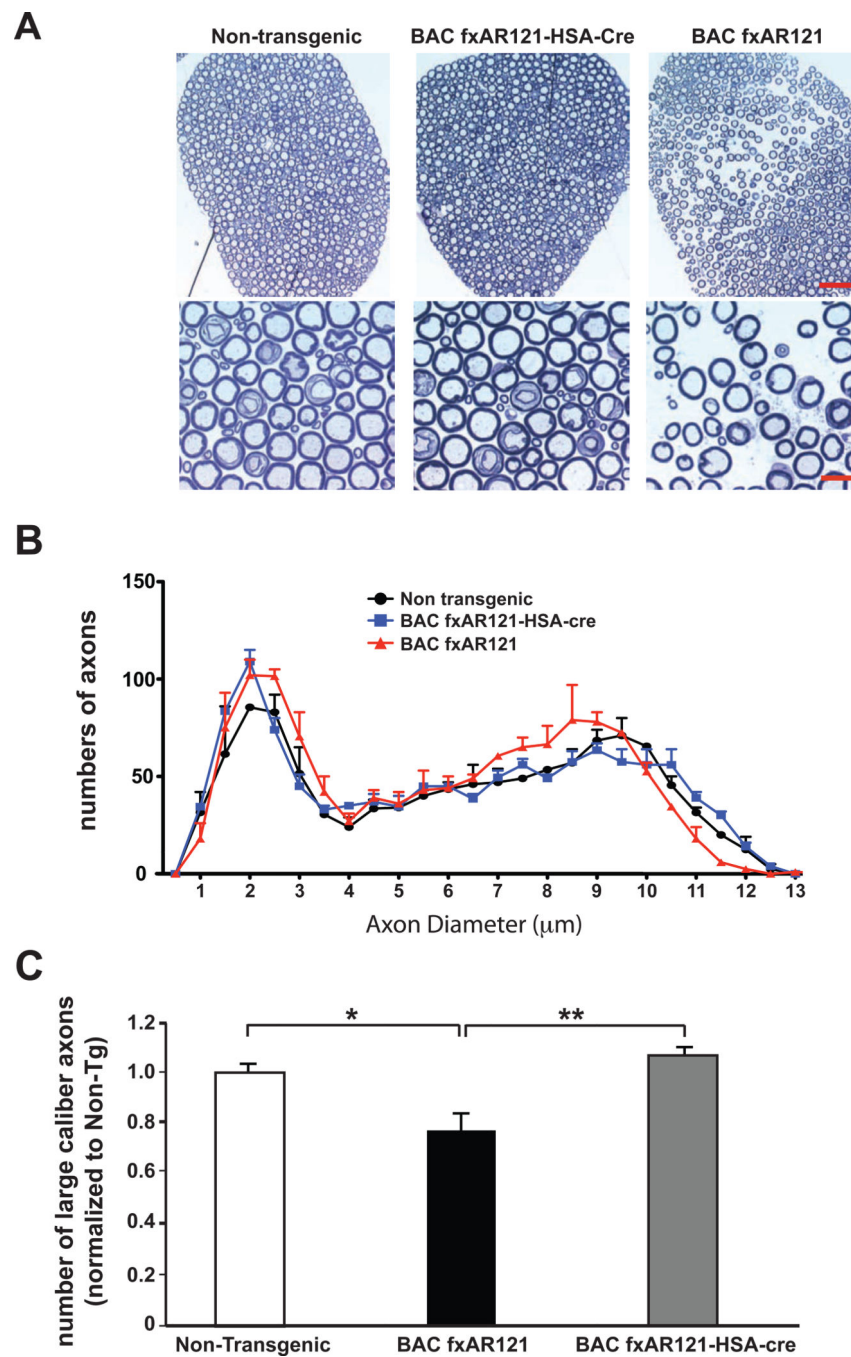 A
Non-transgenic BAC fxAR121-HSA-Cre BAC fxAR121
B
numbers of axons
150
100
50
0
Non transgenic
BAC fxAR121-HSA-cre
BAC fxAR121
1 2 3 4 5 6 7 8 9 10 11 12 13
Axon Diameter (μm)
C
number of large caliber axons
(normalized to Non-Tg)
1.2
1.0
0.8
0.6
0.4
0.2
0
* **
Non-Transgenic BAC fxAR121 BAC fxAR121-HSA-cre